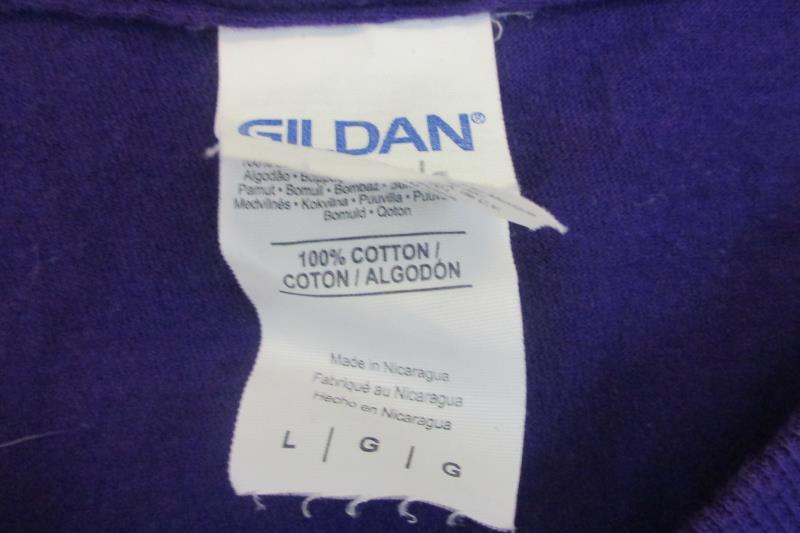 GILDAN®
Algodão •
Pamut • Bomull • Bombaz •
Medvilnės • Kokvilna • Puuvilla •
Bomuld • Qoton
100% COTTON /
COTON / ALGODÓN
Made in Nicaragua
Fabriqué au Nicaragua
Hecho en Nicaragua
L / G / G